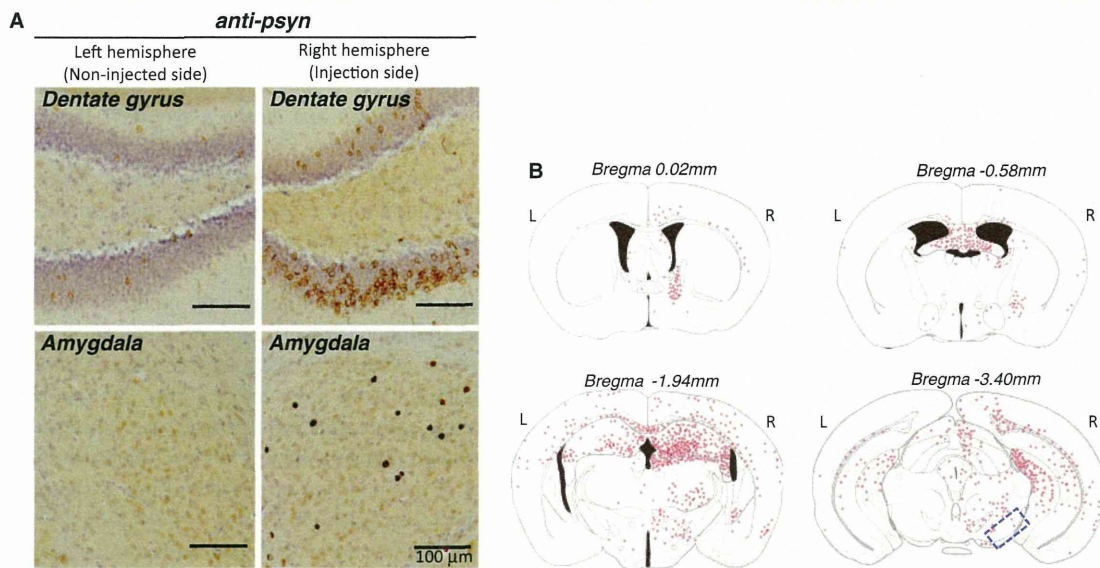 A
anti-psyn
Left hemisphere
(Non-injected side)
Right hemisphere
(Injection side)
Dentate gyrus
Dentate gyrus
Amygdala
Amygdala
100 μm
B
Bregma 0.02mm
L
R
Bregma -0.58mm
L
R
Bregma -1.94mm
L
R
Bregma -3.40mm
L
R